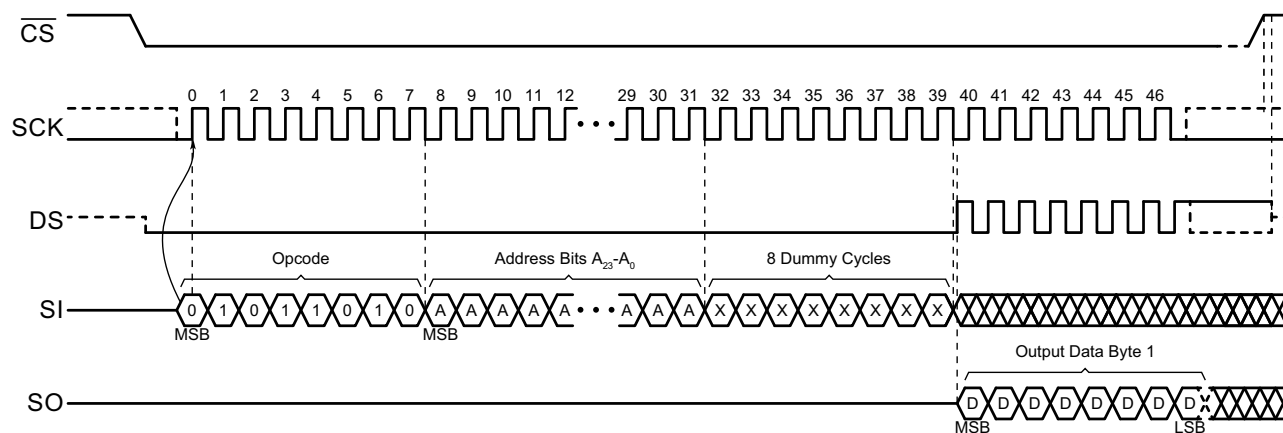 CS
SCK
0 1 2 3 4 5 6 7 8 9 10 11 12 29 30 31 32 33 34 35 36 37 38 39 40 41 42 43 44 45 46
DS
Opcode Address Bits A23-A0 8 Dummy Cycles
SI 0 1 0 1 1 0 1 0 A A A A A A A A X X X X X X X X
MSB MSB
Output Data Byte 1
SO D D D D D D D D
MSB LSB